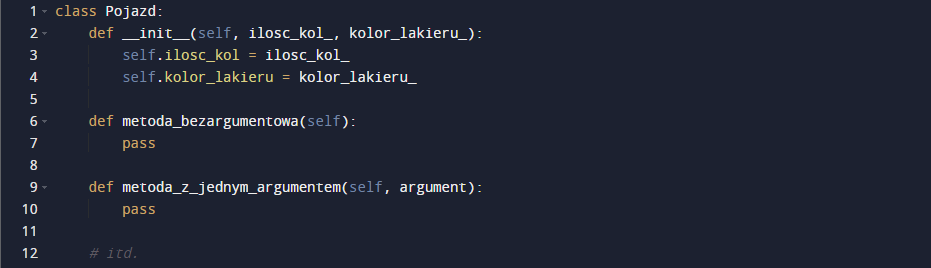 1 class Pojazd:
2     def __init__(self, ilosc_kol_, kolor_lakieru_):
3         self.ilosc_kol = ilosc_kol_
4         self.kolor_lakieru = kolor_lakieru_
5
6     def metoda_bezargumentowa(self):
7         pass
8
9     def metoda_z_jednym_argumentem(self, argument):
10         pass
11
12     # itd.